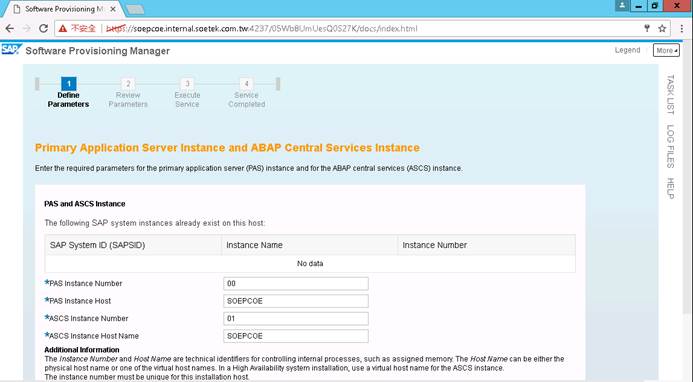 Software Provisioning M
不安全 | https://soepcoe.internal.soetek.com.tw:4237/05Wb8UmUesQ0S27K/docs/index.html
SAP Software Provisioning Manager
Legend
More
1 2 3 4
Define Parameters
Review Parameters
Execute Service
Service Completed
TASK LIST
LOG FILES
HELP
Primary Application Server Instance and ABAP Central Services Instance
Enter the required parameters for the primary application server (PAS) instance and for the ABAP central services (ASCS) instance.
PAS and ASCS Instance
The following SAP system instances already exist on this host:
SAP System ID (SAPSID) Instance Name Instance Number
No data
*PAS Instance Number 00
*PAS Instance Host SOEPCOE
*ASCS Instance Number 01
*ASCS Instance Host Name SOEPCOE
Additional Information
The Instance Number and Host Name are technical identifiers for controlling internal processes, such as assigned memory. The Host Name can be either the
physical host name or one of the virtual host names. In a High Availability system installation, use a virtual host name for the ASCS instance.
The instance number must be unique for this installation host.